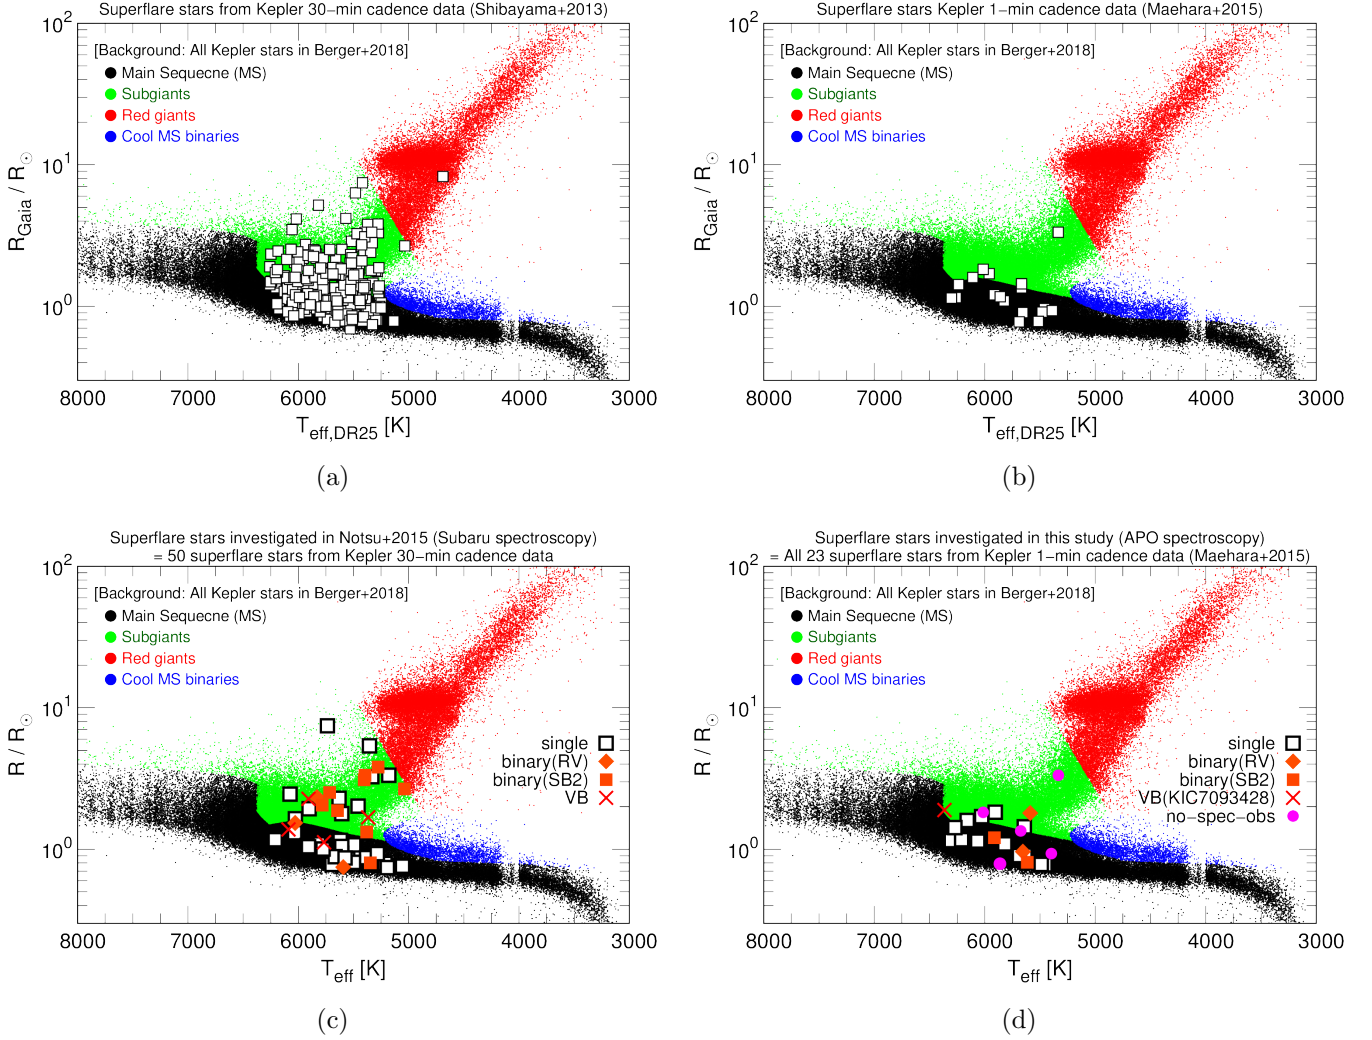 Superflare stars from Kepler 30−min cadence data (Shibayama+2013)
[Background: All Kepler stars in Berger+2018]
Main Sequecne (MS)
Subgiants
Red giants
Cool MS binaries
10^2
10^1
10^0
R_Gaia / R_⊙
8000 7000 6000 5000 4000 3000
T_eff,DR25 [K]
(a)
Superflare stars Kepler 1−min cadence data (Maehara+2015)
[Background: All Kepler stars in Berger+2018]
Main Sequecne (MS)
Subgiants
Red giants
Cool MS binaries
10^2
10^1
10^0
R_Gaia / R_⊙
8000 7000 6000 5000 4000 3000
T_eff,DR25 [K]
(b)
Superflare stars investigated in Notsu+2015 (Subaru spectroscopy)
= 50 superflare stars from Kepler 30−min cadence data
[Background: All Kepler stars in Berger+2018]
Main Sequecne (MS)
Subgiants
Red giants
Cool MS binaries
single
binary(RV)
binary(SB2)
VB
10^2
10^1
10^0
R / R_⊙
8000 7000 6000 5000 4000 3000
T_eff [K]
(c)
Superflare stars investigated in this study (APO spectroscopy)
= All 23 superflare stars from Kepler 1−min cadence data (Maehara+2015)
[Background: All Kepler stars in Berger+2018]
Main Sequecne (MS)
Subgiants
Red giants
Cool MS binaries
single
binary(RV)
binary(SB2)
VB(KIC7093428)
no−spec−obs
10^2
10^1
10^0
R / R_⊙
8000 7000 6000 5000 4000 3000
T_eff [K]
(d)